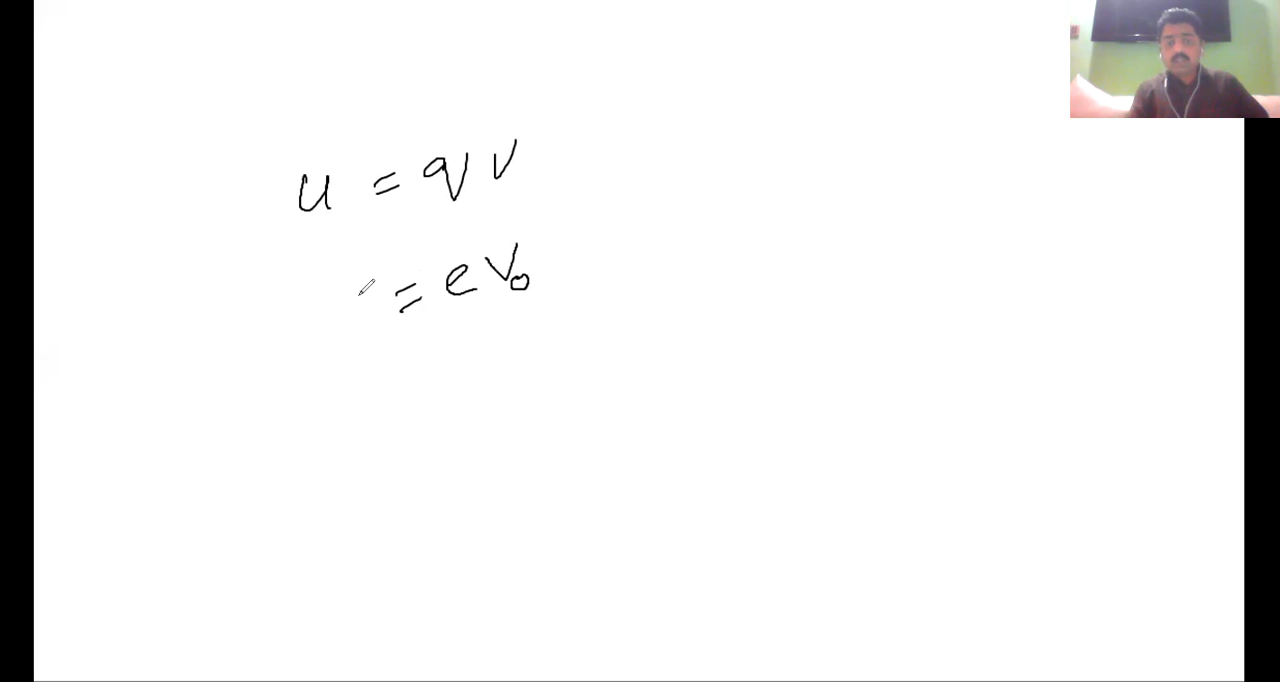 u = qv
= eV₀